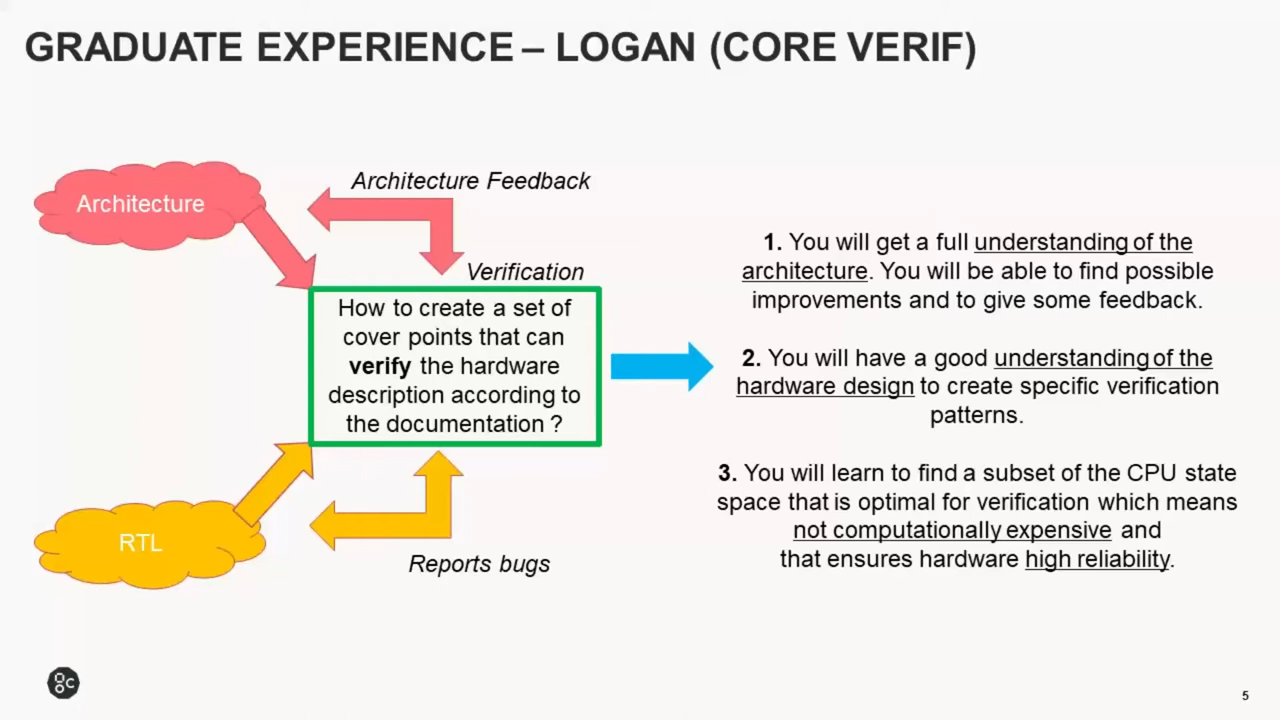 GRADUATE EXPERIENCE – LOGAN (CORE VERIF)
Architecture
Architecture Feedback
Verification
How to create a set of
cover points that can
verify the hardware
description according to
the documentation ?
RTL
Reports bugs
1. You will get a full understanding of the
architecture. You will be able to find possible
improvements and to give some feedback.
2. You will have a good understanding of the
hardware design to create specific verification
patterns.
3. You will learn to find a subset of the CPU state
space that is optimal for verification which means
not computationally expensive and
that ensures hardware high reliability.
5